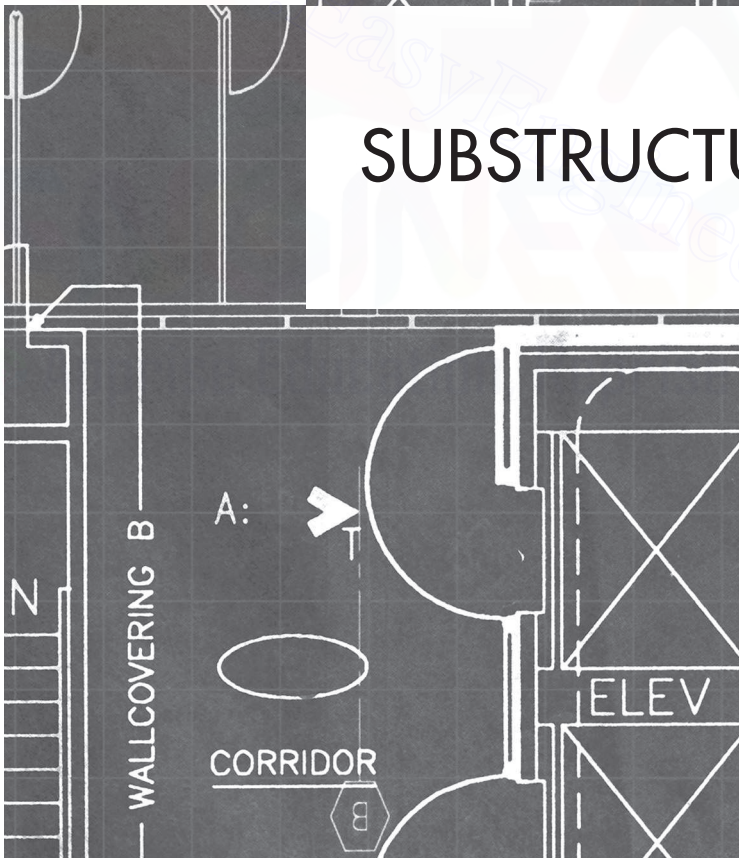 SUBSTRUCTU
A:
T
N
WALLCOVERING B
ELEV
CORRIDOR
B